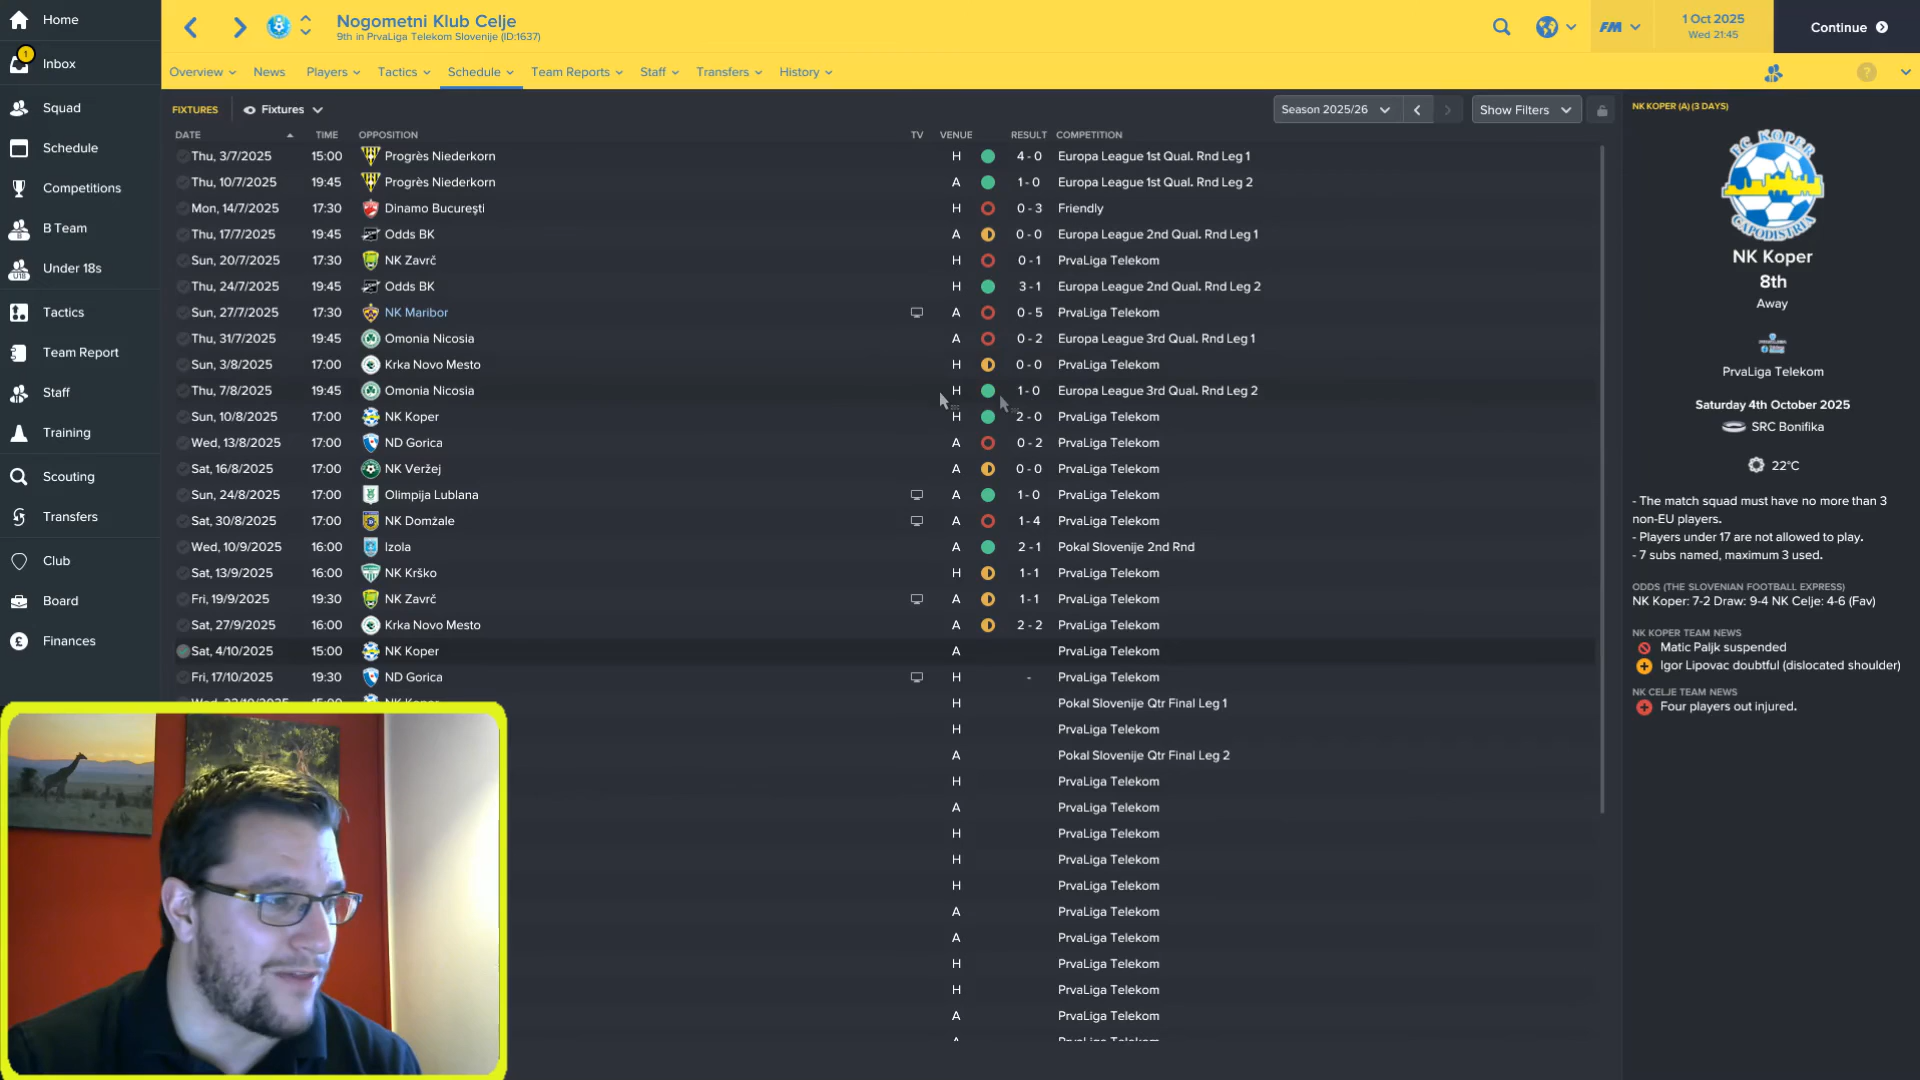 Home
Nogometni Klub Celje
9th in PrvaLiga Telekom Slovenije (ID:1637)
FM
1 Oct 2025
Wed 21:45
Continue
1
Inbox
Overview News Players Tactics Schedule Team Reports Staff Transfers History
?
Squad
Schedule
Competitions
B Team
Under 18s
U18
Tactics
Team Report
Staff
Training
Scouting
Transfers
Club
Board
£ Finances
FIXTURES Fixtures Season 2025/26 Show Filters
DATE TIME OPPOSITION TV VENUE RESULT COMPETITION
Thu, 3/7/2025 15:00 Progrès Niederkorn H 4 - 0 Europa League 1st Qual. Rnd Leg 1
Thu, 10/7/2025 19:45 Progrès Niederkorn A 1 - 0 Europa League 1st Qual. Rnd Leg 2
Mon, 14/7/2025 17:30 Dinamo Bucureşti H 0 - 3 Friendly
Thu, 17/7/2025 19:45 Odds BK A 0 - 0 Europa League 2nd Qual. Rnd Leg 1
Sun, 20/7/2025 17:30 NK Zavrč H 0 - 1 PrvaLiga Telekom
Thu, 24/7/2025 19:45 Odds BK H 3 - 1 Europa League 2nd Qual. Rnd Leg 2
Sun, 27/7/2025 17:30 NK Maribor A 0 - 5 PrvaLiga Telekom
Thu, 31/7/2025 19:45 Omonia Nicosia A 0 - 2 Europa League 3rd Qual. Rnd Leg 1
Sun, 3/8/2025 17:00 Krka Novo Mesto H 0 - 0 PrvaLiga Telekom
Thu, 7/8/2025 19:45 Omonia Nicosia H 1 - 0 Europa League 3rd Qual. Rnd Leg 2
Sun, 10/8/2025 17:00 NK Koper H 2 - 0 PrvaLiga Telekom
Wed, 13/8/2025 17:00 ND Gorica A 0 - 2 PrvaLiga Telekom
Sat, 16/8/2025 17:00 NK Veržej A 0 - 0 PrvaLiga Telekom
Sun, 24/8/2025 17:00 Olimpija Lublana A 1 - 0 PrvaLiga Telekom
Sat, 30/8/2025 17:00 NK Domžale A 1 - 4 PrvaLiga Telekom
Wed, 10/9/2025 16:00 Izola A 2 - 1 Pokal Slovenije 2nd Rnd
Sat, 13/9/2025 16:00 NK Krško H 1 - 1 PrvaLiga Telekom
Fri, 19/9/2025 19:30 NK Zavrč A 1 - 1 PrvaLiga Telekom
Sat, 27/9/2025 16:00 Krka Novo Mesto A 2 - 2 PrvaLiga Telekom
Sat, 4/10/2025 15:00 NK Koper A PrvaLiga Telekom
Fri, 17/10/2025 19:30 ND Gorica H - PrvaLiga Telekom
H Pokal Slovenije Qtr Final Leg 1
H PrvaLiga Telekom
A Pokal Slovenije Qtr Final Leg 2
H PrvaLiga Telekom
A PrvaLiga Telekom
H PrvaLiga Telekom
H PrvaLiga Telekom
H PrvaLiga Telekom
A PrvaLiga Telekom
A PrvaLiga Telekom
H PrvaLiga Telekom
H PrvaLiga Telekom
A PrvaLiga Telekom
NK KOPER (A) (3 DAYS)
FC KOPER
CAPODISTRIA
NK Koper
8th
Away
PrvaLiga Telekom
Saturday 4th October 2025
SRC Bonifika
22°C
- The match squad must have no more than 3
non-EU players.
- Players under 17 are not allowed to play.
- 7 subs named, maximum 3 used.
ODDS (THE SLOVENIAN FOOTBALL EXPRESS)
NK Koper: 7-2 Draw: 9-4 NK Celje: 4-6 (Fav)
NK KOPER TEAM NEWS
Matic Paljk suspended
Igor Lipovac doubtful (dislocated shoulder)
NK CELJE TEAM NEWS
Four players out injured.